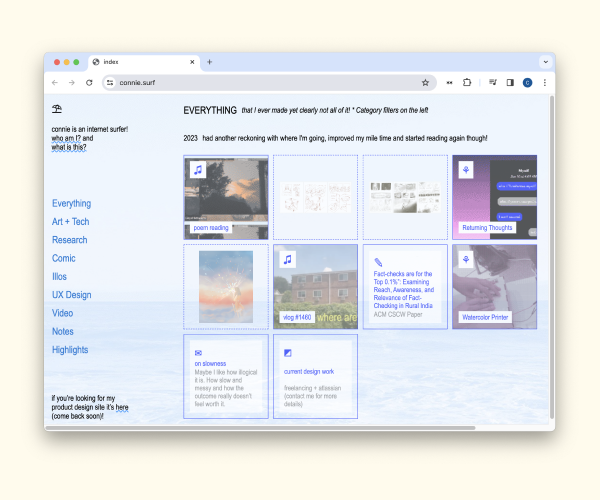 index
connie.surf
C
connie is an internet surfer!
who am I? and
what is this?
Everything
Art + Tech
Research
Comic
Illos
UX Design
Video
Notes
Highlights
if you're looking for my
product design site it's here
(come back soon)!
EVERYTHING that I ever made yet clearly not all of it! * Category filters on the left
2023 had another reckoning with where I'm going, improved my mile time and started reading again though!
poem reading
Myself
Returning Thoughts
vlog #1460
where are
Fact-checks are for the
Top 0.1%": Examining
Reach, Awareness, and
Relevance of Fact-
Checking in Rural India
ACM CSCW Paper
Watercolor Printer
on slowness
Maybe I like how illogical
it is. How slow and
messy and how the
outcome really doesn't
feel worth it.
current design work
freelancing + atlassian
(contact me for more
details)